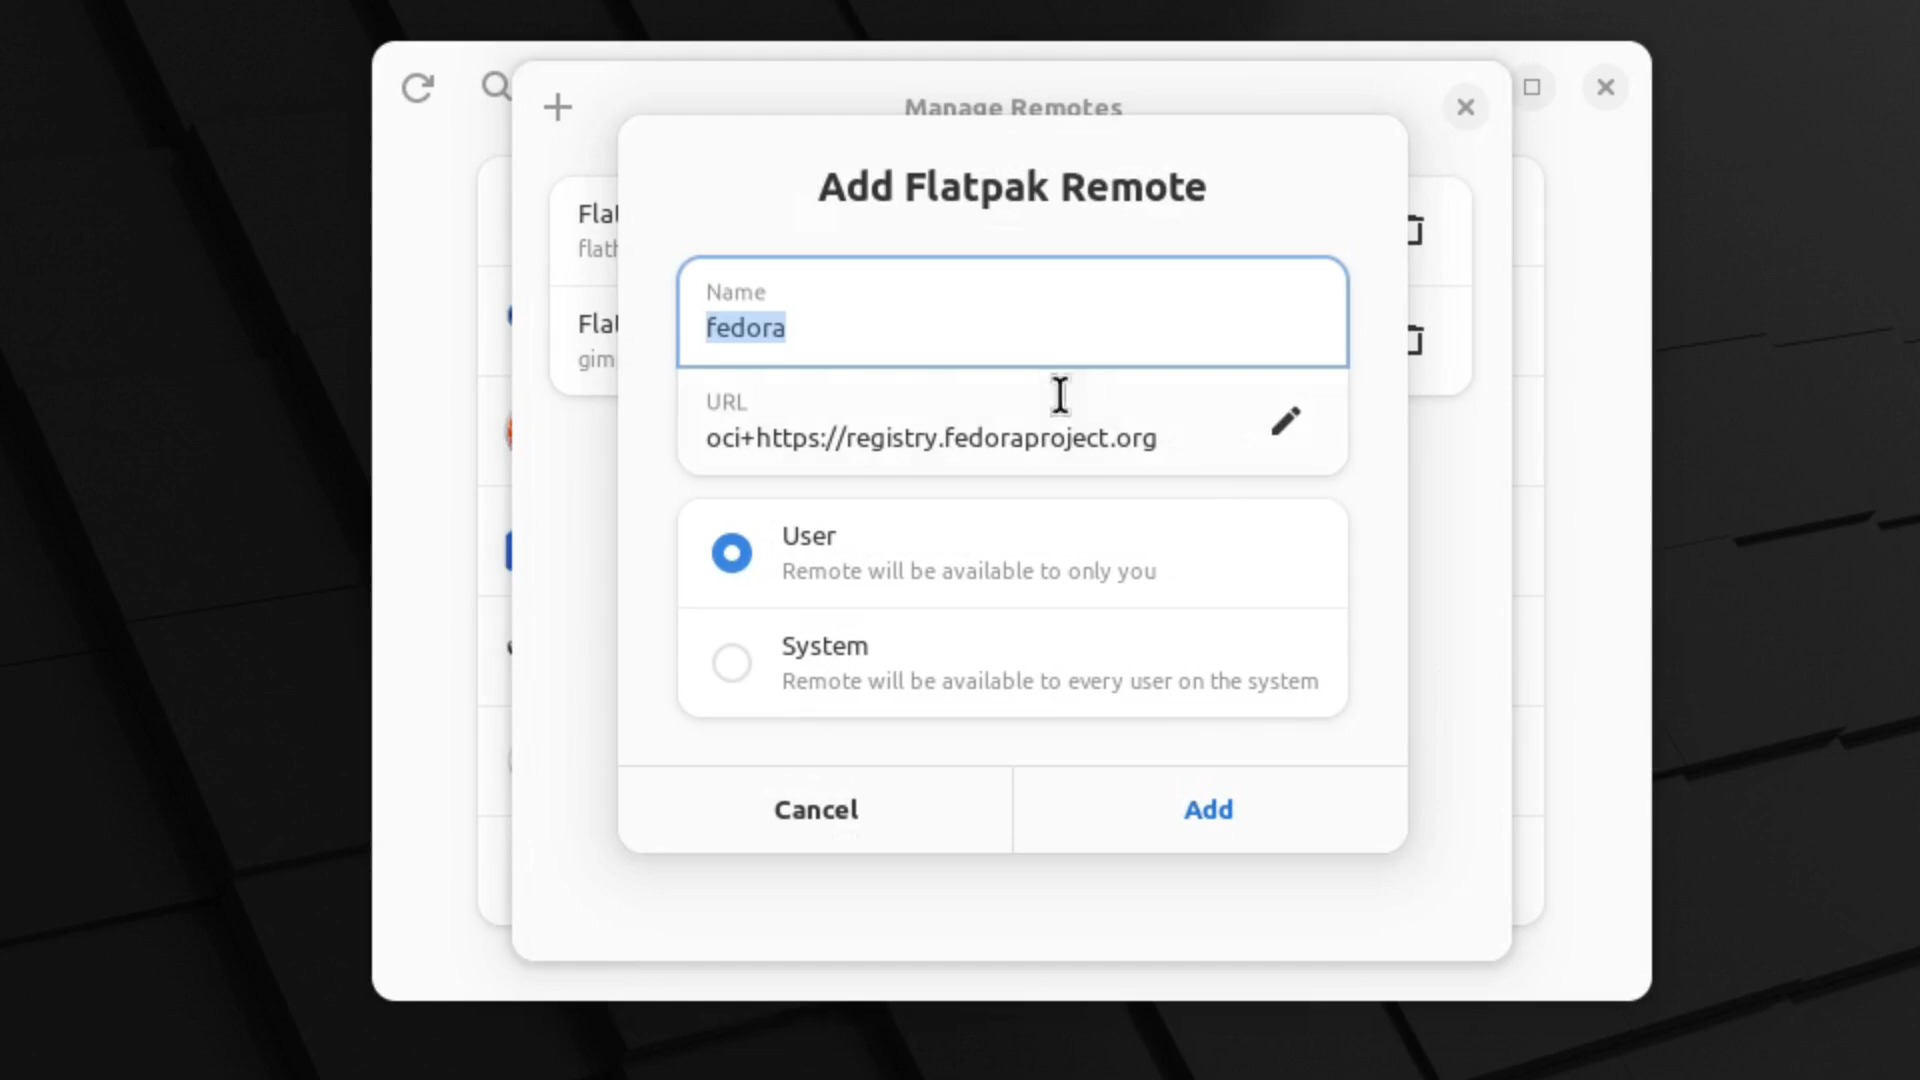 Manage Remotes
Add Flatpak Remote
Name
fedora
URL
oci+https://registry.fedoraproject.org
User
Remote will be available to only you
System
Remote will be available to every user on the system
Cancel
Add